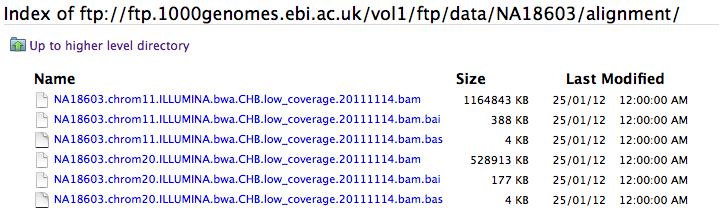 Index of ftp://ftp.1000genomes.ebi.ac.uk/vol1/ftp/data/NA18603/alignment/
Up to higher level directory
Name Size Last Modified
NA18603.chrom11.ILLUMINA.bwa.CHB.low_coverage.20111114.bam 1164843 KB 25/01/12 12:00:00 AM
NA18603.chrom11.ILLUMINA.bwa.CHB.low_coverage.20111114.bam.bai 388 KB 25/01/12 12:00:00 AM
NA18603.chrom11.ILLUMINA.bwa.CHB.low_coverage.20111114.bam.bas 4 KB 25/01/12 12:00:00 AM
NA18603.chrom20.ILLUMINA.bwa.CHB.low_coverage.20111114.bam 528913 KB 25/01/12 12:00:00 AM
NA18603.chrom20.ILLUMINA.bwa.CHB.low_coverage.20111114.bam.bai 177 KB 25/01/12 12:00:00 AM
NA18603.chrom20.ILLUMINA.bwa.CHB.low_coverage.20111114.bam.bas 4 KB 25/01/12 12:00:00 AM